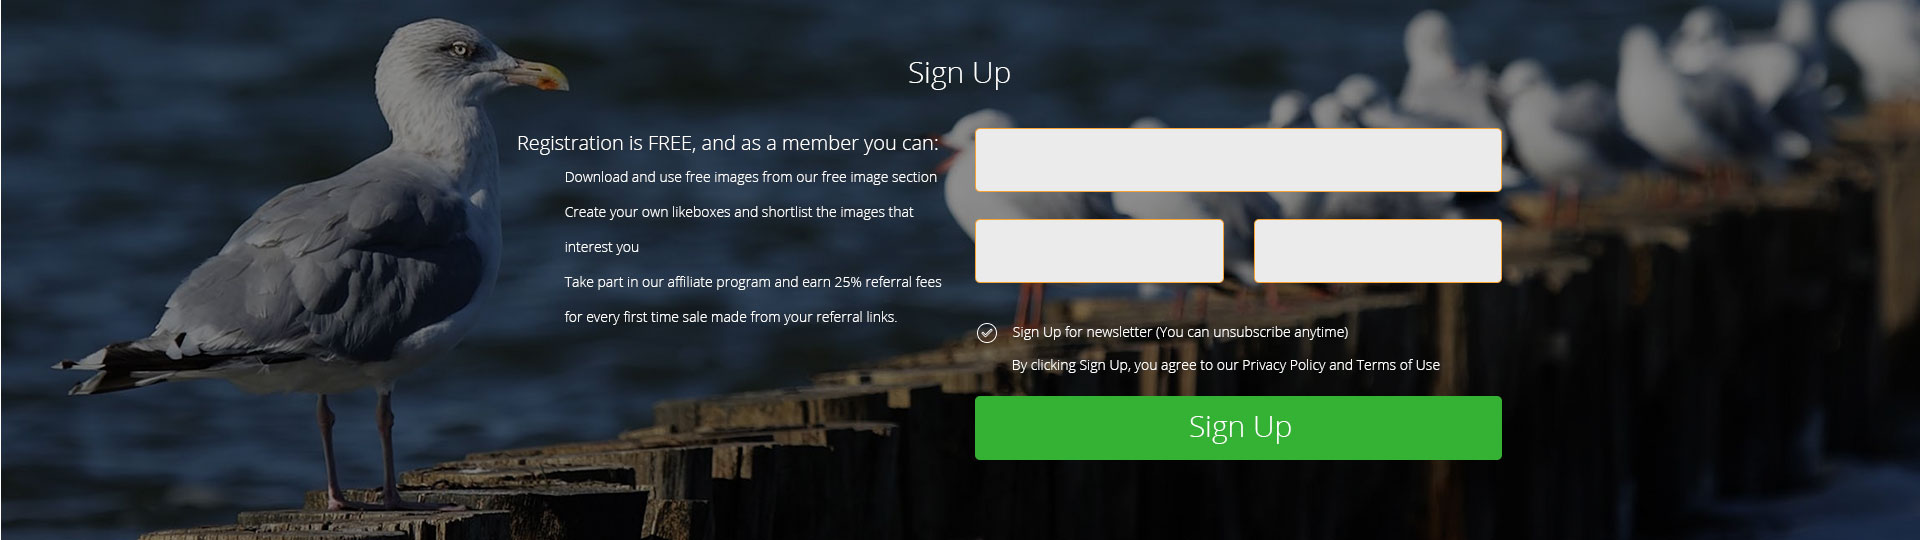 Sign Up
Registration is FREE, and as a member you can:
Download and use free images from our free image section
Create your own likeboxes and shortlist the images that
interest you
Take part in our affiliate program and earn 25% referral fees
for every first time sale made from your referral links.
Sign Up for newsletter (You can unsubscribe anytime)
By clicking Sign Up, you agree to our Privacy Policy and Terms of Use
Sign Up